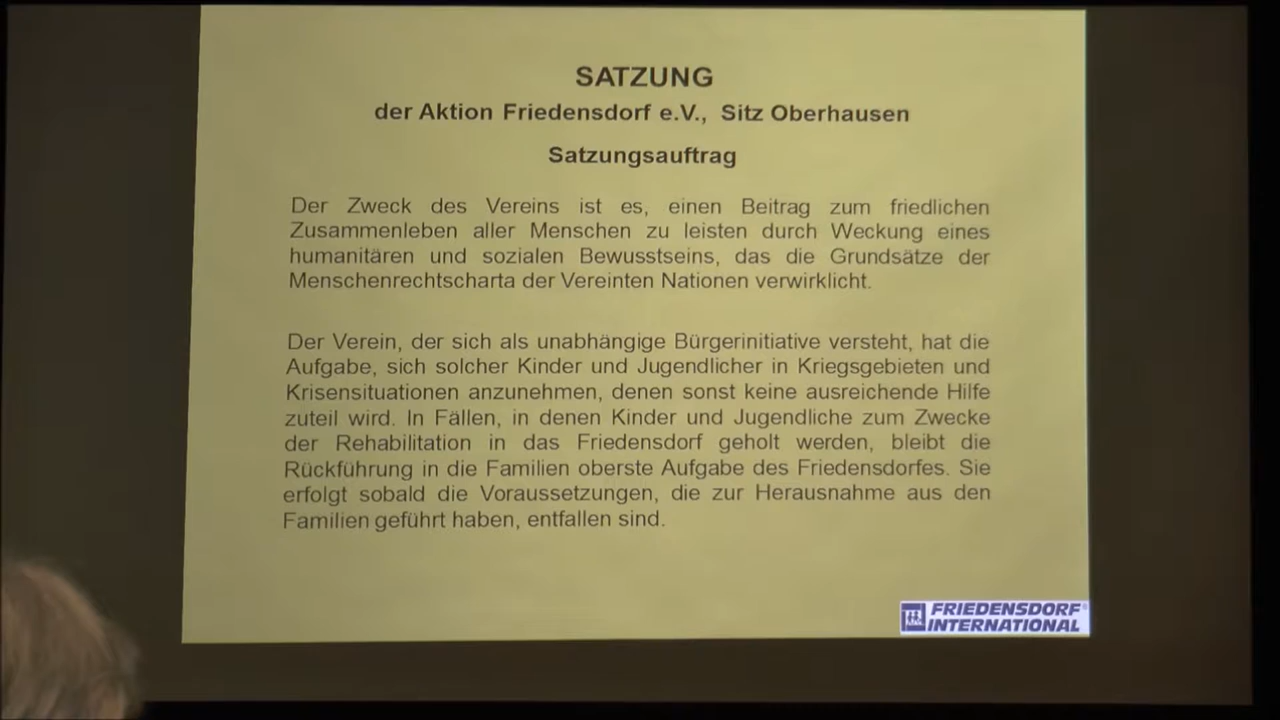 SATZUNG
der Aktion Friedensdorf e.V., Sitz Oberhausen
Satzungsauftrag
Der Zweck des Vereins ist es, einen Beitrag zum friedlichen
Zusammenleben aller Menschen zu leisten durch Weckung eines
humanitären und sozialen Bewusstseins, das die Grundsätze der
Menschenrechtscharta der Vereinten Nationen verwirklicht.
Der Verein, der sich als unabhängige Bürgerinitiative versteht, hat die
Aufgabe, sich solcher Kinder und Jugendlicher in Kriegsgebieten und
Krisensituationen anzunehmen, denen sonst keine ausreichende Hilfe
zuteil wird. In Fällen, in denen Kinder und Jugendliche zum Zwecke
der Rehabilitation in das Friedensdorf geholt werden, bleibt die
Rückführung in die Familien oberste Aufgabe des Friedensdorfes. Sie
erfolgt sobald die Voraussetzungen, die zur Herausnahme aus den
Familien geführt haben, entfallen sind.
FRIEDENSDORF®
INTERNATIONAL